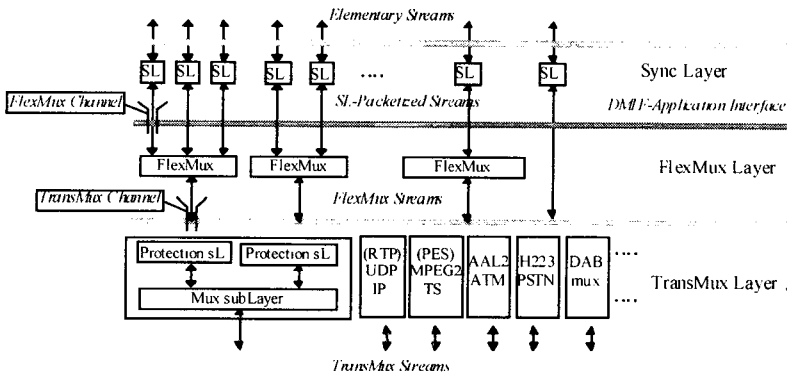 Elementary Streams
SL SL SL SL SL .... SL SL Sync Layer
FlexMux Channel
SL-Packetized Streams
DMIF-Application Interface
FlexMux FlexMux FlexMux FlexMux Layer
TransMux Channel
FlexMux Streams
Protection sL Protection sL
Mux subLayer
(RTP)
UDP
IP
(PES)
MPEG2
TS
AAL2
ATM
H223
PSTN
DAB
mux
....
....
TransMux Layer
TransMux Streams